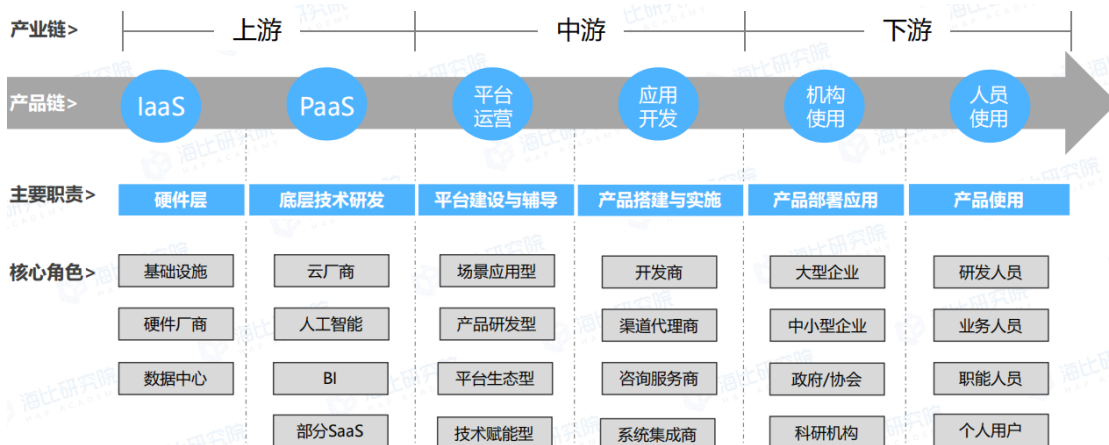 产业链> 上游 中游 下游
产品链> IaaS PaaS 平台运营 应用开发 机构使用 人员使用
主要职责> 硬件层 底层技术研发 平台建设与辅导 产品搭建与实施 产品部署应用 产品使用
核心角色> 基础设施 云厂商 场景应用型 开发商 大型企业 研发人员
硬件厂商 人工智能 产品研发型 渠道代理商 中小型企业 业务人员
数据中心 BI 平台生态型 咨询服务商 政府/协会 职能人员
部分SaaS 技术赋能型 系统集成商 科研机构 个人用户
海比研究院